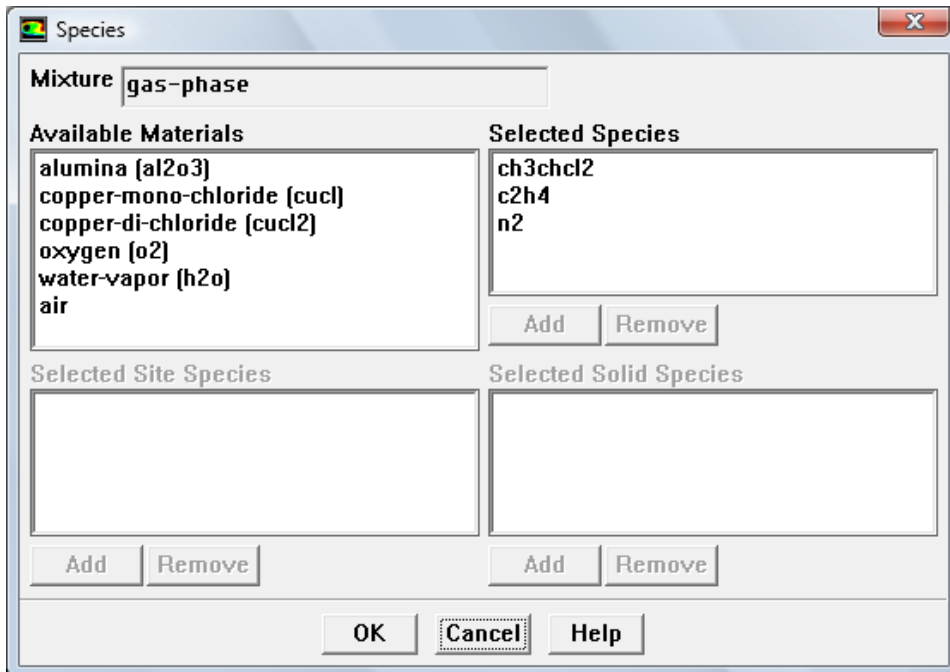 Species
Mixture gas-phase
Available Materials
alumina (al2o3)
copper-mono-chloride (cucl)
copper-di-chloride (cucl2)
oxygen (o2)
water-vapor (h2o)
air
Selected Species
ch3chcl2
c2h4
n2
Add Remove
Selected Site Species
Add Remove
Selected Solid Species
Add Remove
OK Cancel Help